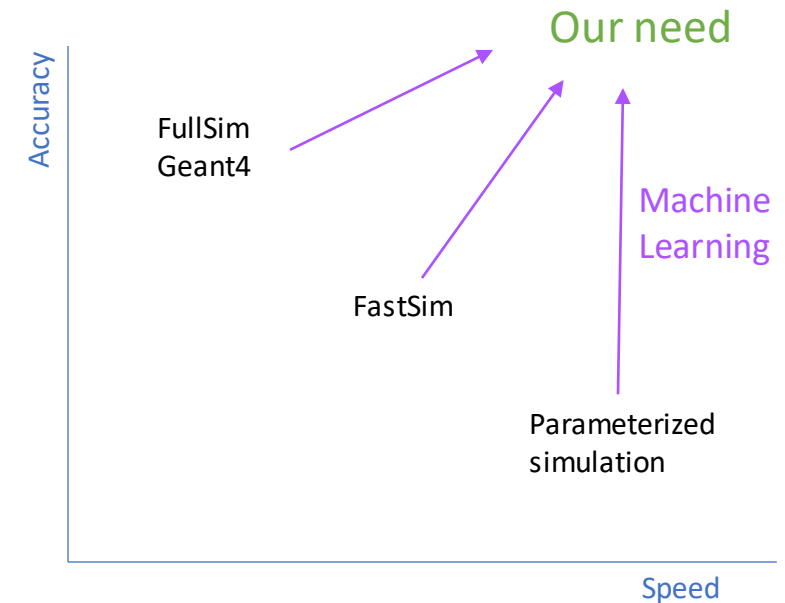 Our need
Accuracy
FullSim
Geant4
Machine
Learning
FastSim
Parameterized
simulation
Speed